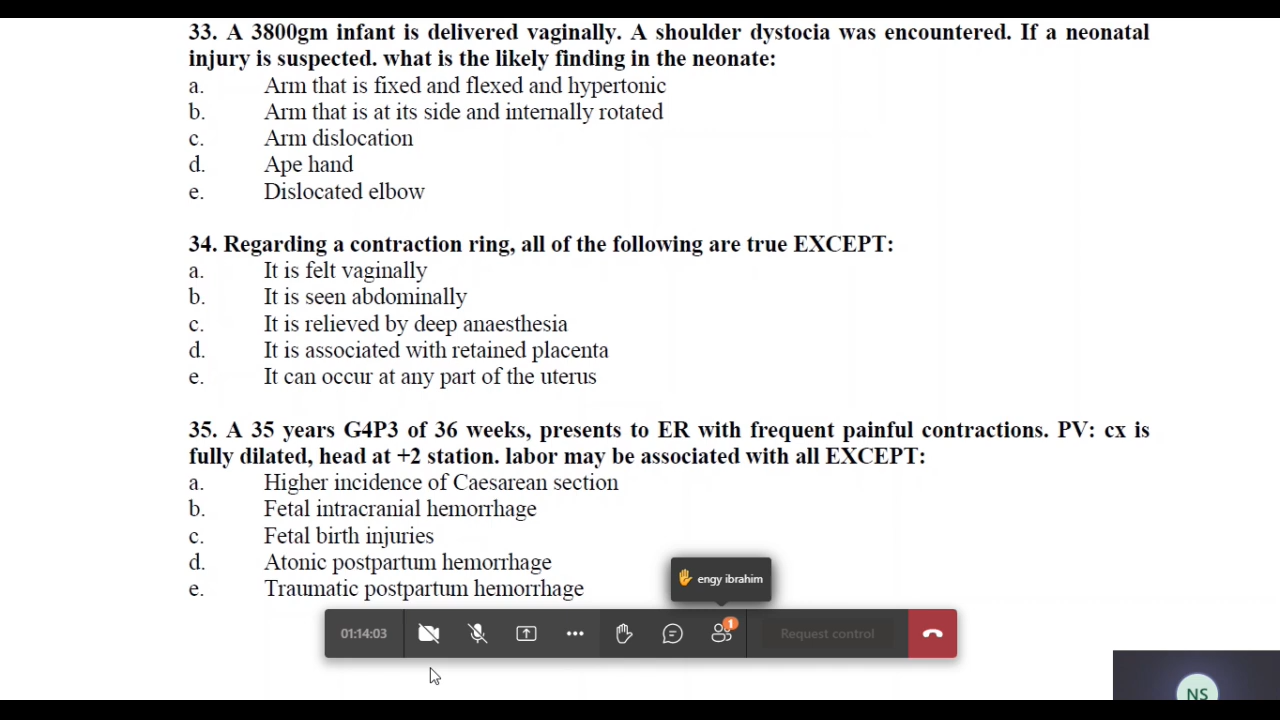 33. A 3800gm infant is delivered vaginally. A shoulder dystocia was encountered. If a neonatal
injury is suspected. what is the likely finding in the neonate:
a. Arm that is fixed and flexed and hypertonic
b. Arm that is at its side and internally rotated
c. Arm dislocation
d. Ape hand
e. Dislocated elbow
34. Regarding a contraction ring, all of the following are true EXCEPT:
a. It is felt vaginally
b. It is seen abdominally
c. It is relieved by deep anaesthesia
d. It is associated with retained placenta
e. It can occur at any part of the uterus
35. A 35 years G4P3 of 36 weeks, presents to ER with frequent painful contractions. PV: cx is
fully dilated, head at +2 station. labor may be associated with all EXCEPT:
a. Higher incidence of Caesarean section
b. Fetal intracranial hemorrhage
c. Fetal birth injuries
d. Atonic postpartum hemorrhage
e. Traumatic postpartum hemorrhage
engy ibrahim
01:14:03
1
Request control
NS